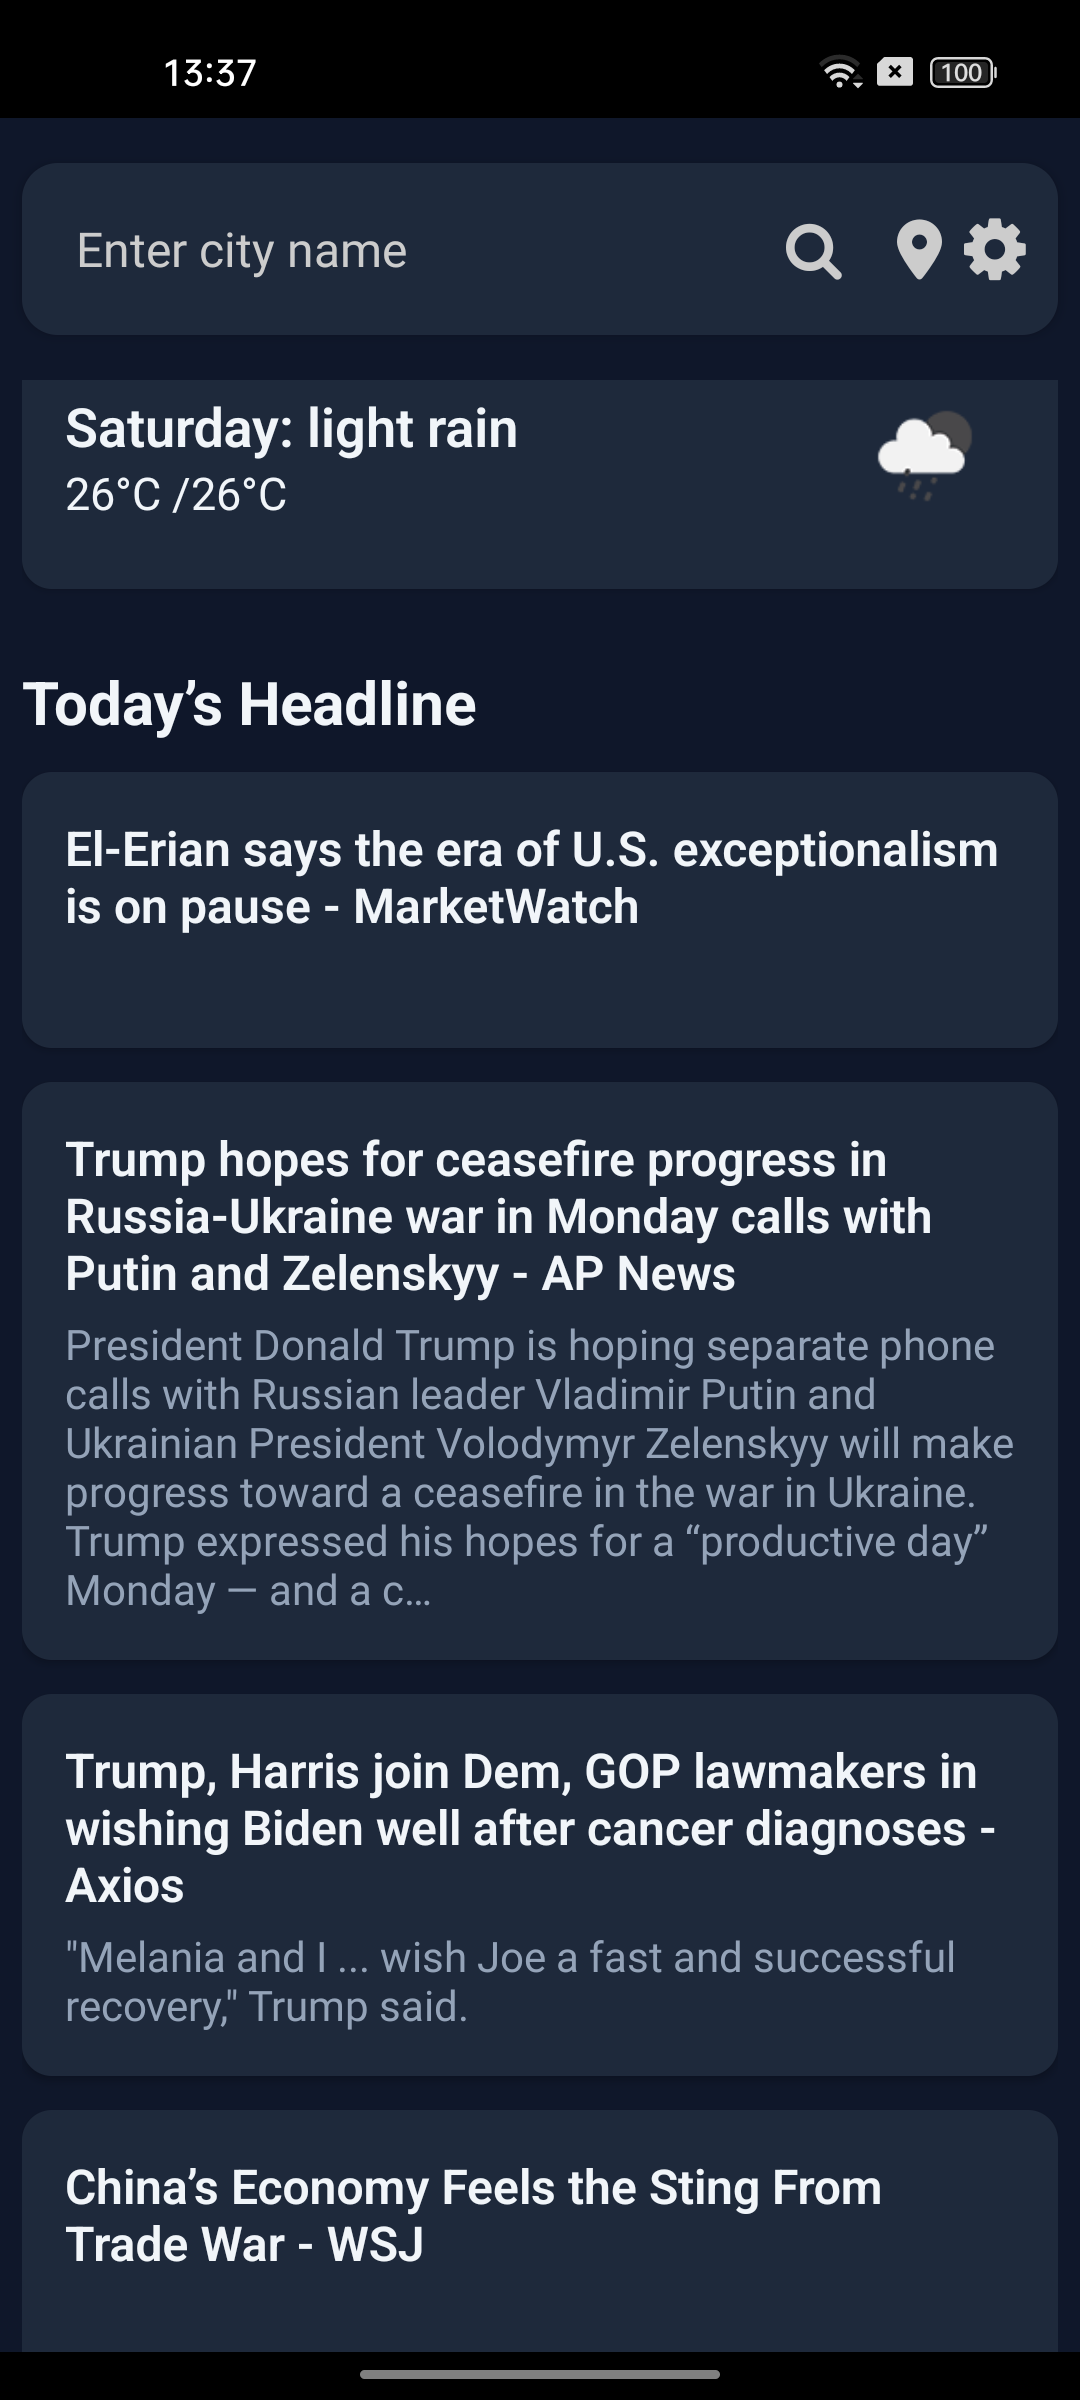 13:37
100
Enter city name
Saturday: light rain
26°C /26°C
Today’s Headline
El-Erian says the era of U.S. exceptionalism
is on pause - MarketWatch
Trump hopes for ceasefire progress in
Russia-Ukraine war in Monday calls with
Putin and Zelenskyy - AP News
President Donald Trump is hoping separate phone
calls with Russian leader Vladimir Putin and
Ukrainian President Volodymyr Zelenskyy will make
progress toward a ceasefire in the war in Ukraine.
Trump expressed his hopes for a “productive day”
Monday — and a c…
Trump, Harris join Dem, GOP lawmakers in
wishing Biden well after cancer diagnoses -
Axios
"Melania and I ... wish Joe a fast and successful
recovery," Trump said.
China’s Economy Feels the Sting From
Trade War - WSJ